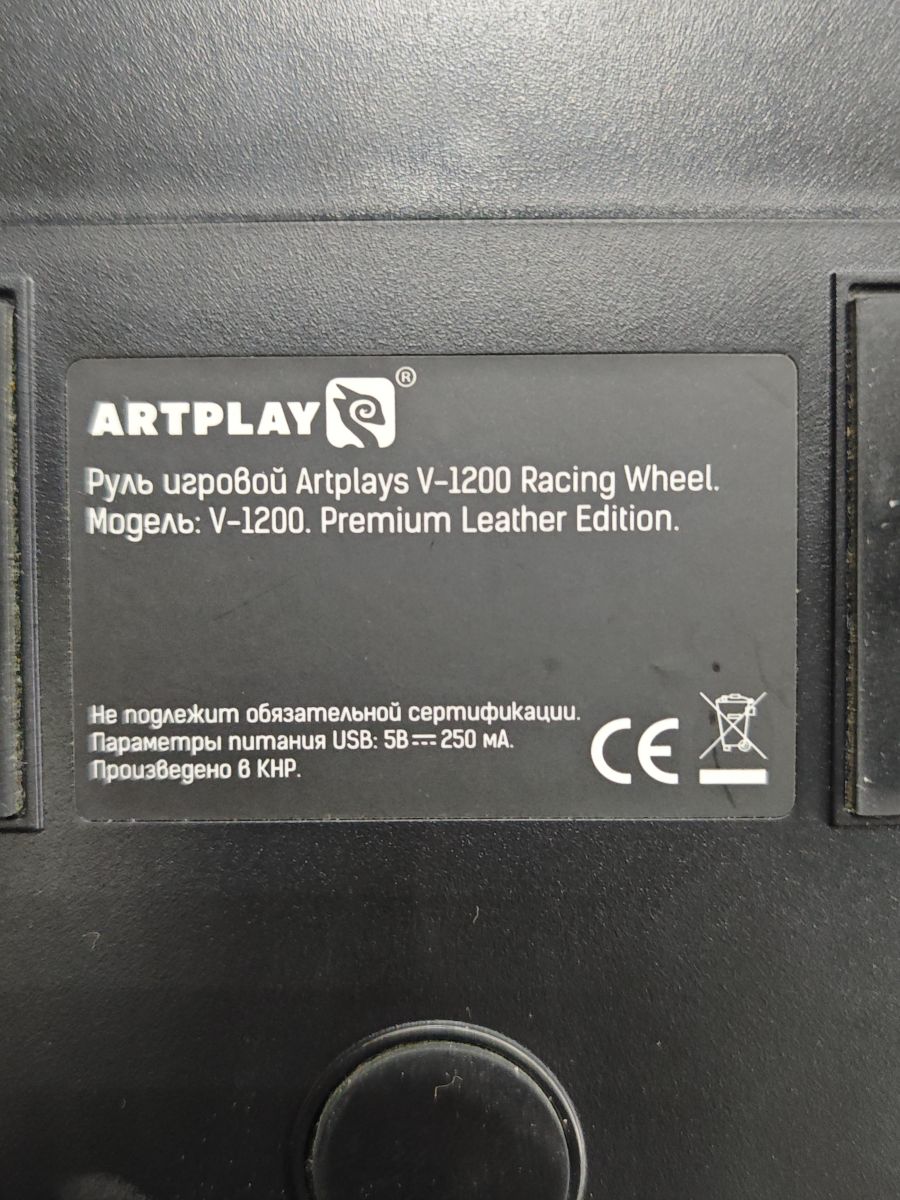 ARTPLAY®
Руль игровой Artplays V-1200 Racing Wheel.
Модель: V-1200. Premium Leather Edition.
Не подлежит обязательной сертификации.
Параметры питания USB: 5В⎓250 мА.
Произведено в КНР.
CE